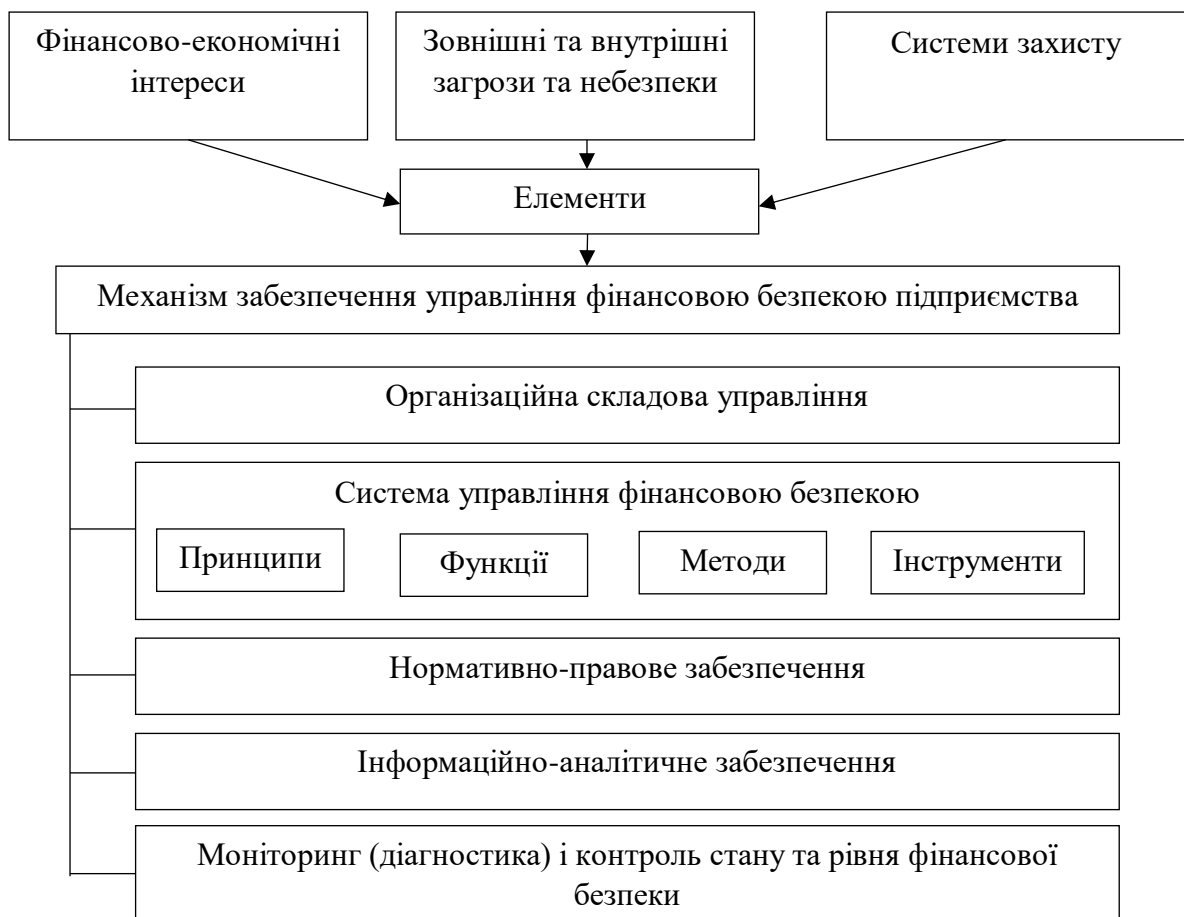 Фінансово-економічні
інтереси
Зовнішні та внутрішні
загрози та небезпеки
Системи захисту
Елементи
Механізм забезпечення управління фінансовою безпекою підприємства
Організаційна складова управління
Система управління фінансовою безпекою
Принципи
Функції
Методи
Інструменти
Нормативно-правове забезпечення
Інформаційно-аналітичне забезпечення
Моніторинг (діагностика) і контроль стану та рівня фінансової
безпеки